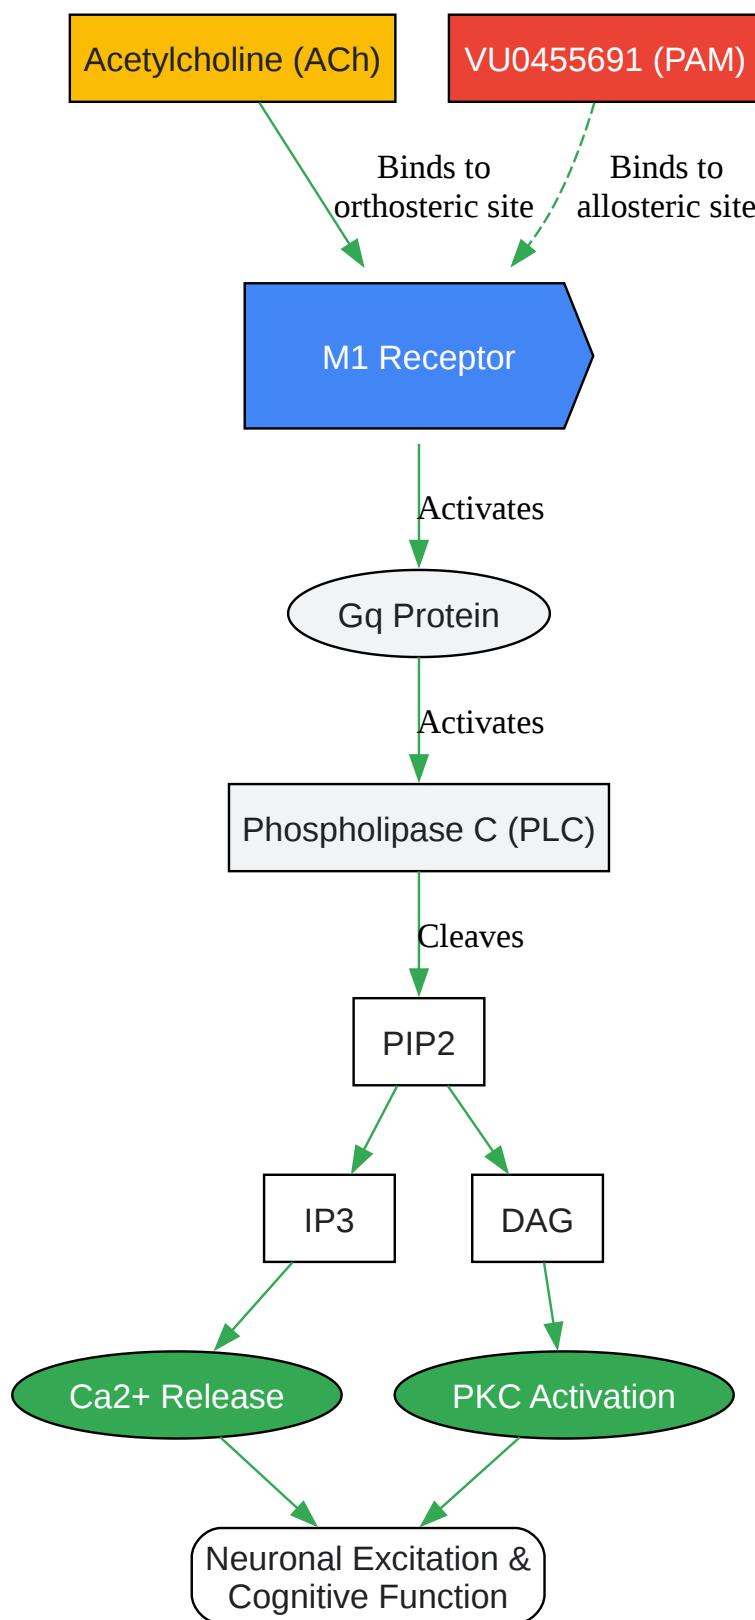 Acetylcholine (ACh)
VU0455691 (PAM)
Binds to
orthosteric site
Binds to
allosteric site
M1 Receptor
Activates
Gq Protein
Activates
Phospholipase C (PLC)
Cleaves
PIP2
IP3
DAG
Ca2+ Release
PKC Activation
Neuronal Excitation &
Cognitive Function